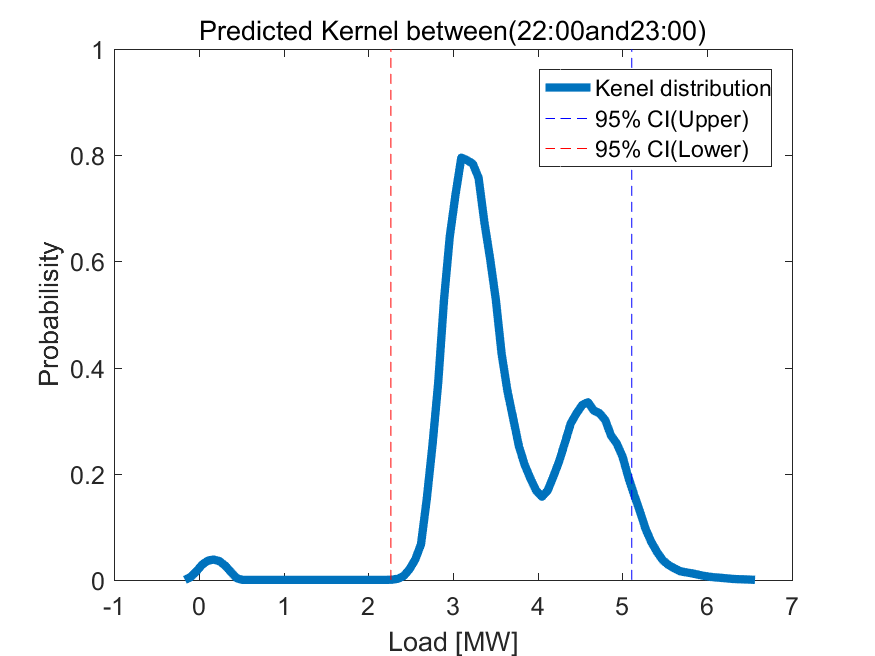 Predicted Kernel between(22:00and23:00)
1
0.8
0.6
0.4
0.2
0
Probabilisity
Kenel distribution
95% CI(Upper)
95% CI(Lower)
-1 0 1 2 3 4 5 6 7
Load [MW]